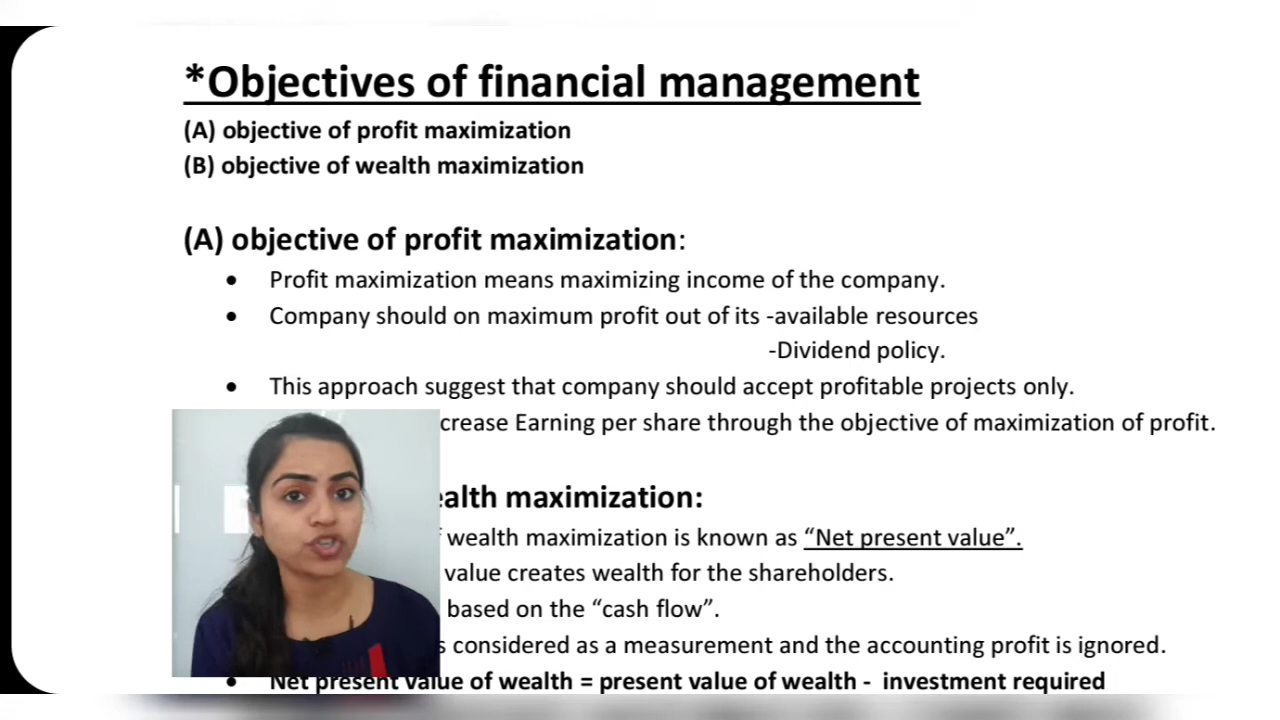 *Objectives of financial management
(A) objective of profit maximization
(B) objective of wealth maximization
(A) objective of profit maximization:
• Profit maximization means maximizing income of the company.
• Company should on maximum profit out of its -available resources
-Dividend policy.
• This approach suggest that company should accept profitable projects only.
crease Earning per share through the objective of maximization of profit.
ealth maximization:
wealth maximization is known as “Net present value”.
value creates wealth for the shareholders.
based on the “cash flow”.
s considered as a measurement and the accounting profit is ignored.
• Net present value of wealth = present value of wealth - investment required